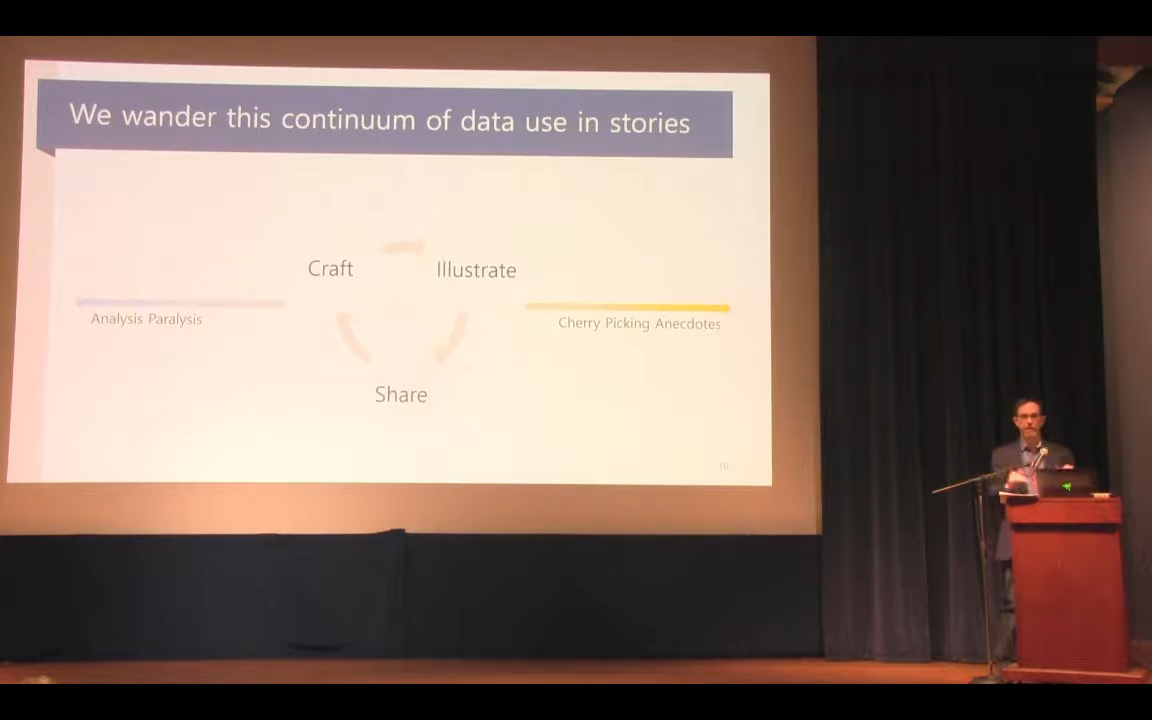 We wander this continuum of data use in stories
Craft
Illustrate
Analysis Paralysis
Cherry Picking Anecdotes
Share